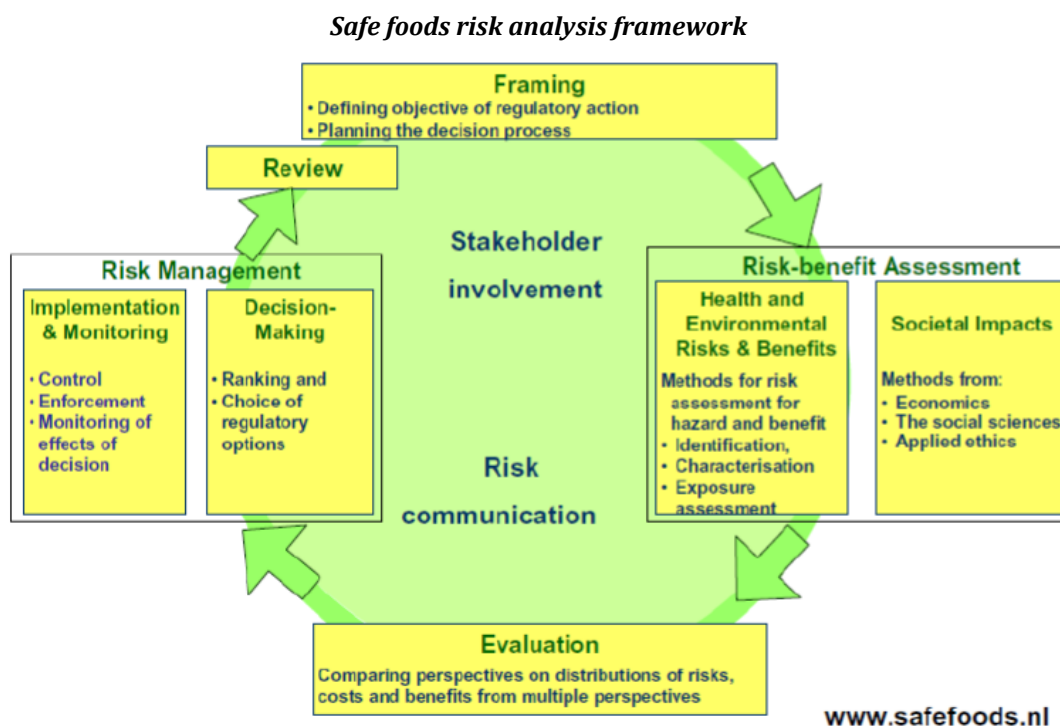 Safe foods risk analysis framework
Framing
• Defining objective of regulatory action
• Planning the decision process
Review
Stakeholder
involvement
Risk Management
Implementation
& Monitoring
• Control
• Enforcement
• Monitoring of
effects of
decision
Decision-
Making
• Ranking and
• Choice of
regulatory
options
Risk-benefit Assessment
Health and
Environmental
Risks & Benefits
Methods for risk
assessment for
hazard and benefit
• Identification,
• Characterisation
• Exposure
assessment
Societal Impacts
Methods from:
• Economics
• The social sciences
• Applied ethics
Risk
communication
Evaluation
Comparing perspectives on distributions of risks,
costs and benefits from multiple perspectives
www.safefoods.nl